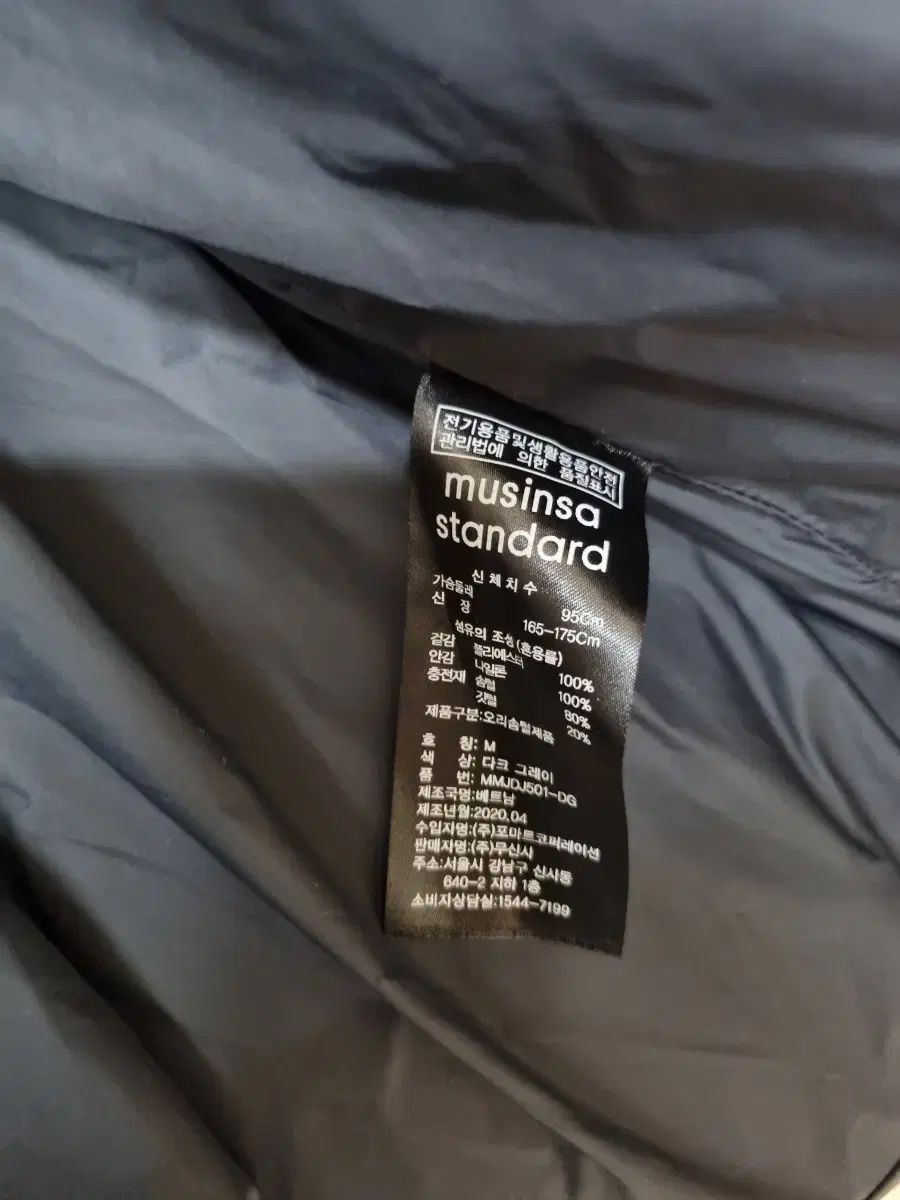 전기용품및생활용품안전
관리법에 의한 품질표시
musinsa
standard
신체치수
가슴둘레 95Cm
신 장 165-175Cm
섬유의 조성(혼용률)
겉감 폴리에스터 100%
안감 나일론 100%
충전재 솜털 80%
깃털 20%
제품구분:오리솜털제품
호 칭: M
색 상: 다크 그레이
품 번: MMJDJ501-DG
제조국명:베트남
제조년월:2020.04
수입자명:(주)포마트코퍼레이션
판매자명:(주)무신사
주소:서울시 강남구 신사동
640-2 지하 1층
소비자상담실:1544-7199